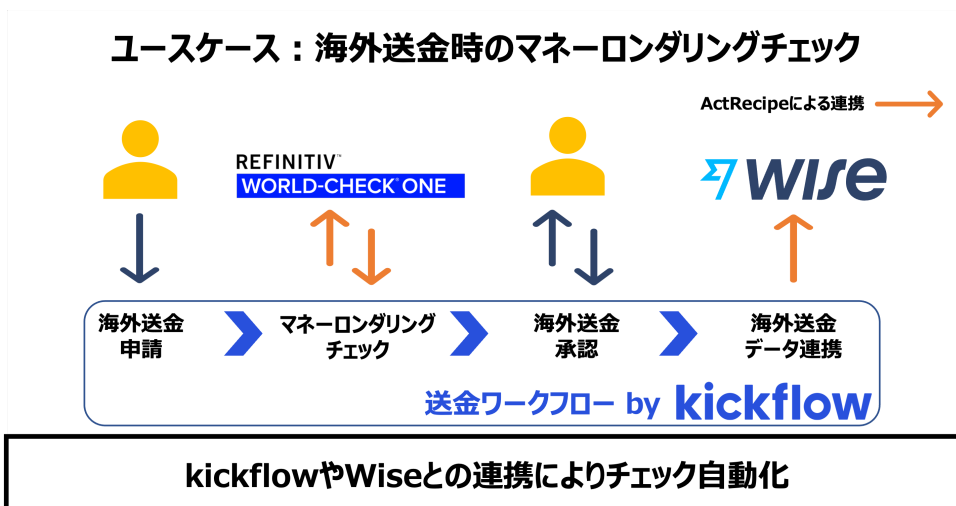 ユースケース：海外送金時のマネーロンダリングチェック
ActRecipeによる連携
REFINITIV™
WORLD-CHECK® ONE
7 WISE
海外送金
申請
マネーロンダリング
チェック
海外送金
承認
海外送金
データ連携
送金ワークフロー by kickflow
kickflowやWiseとの連携によりチェック自動化